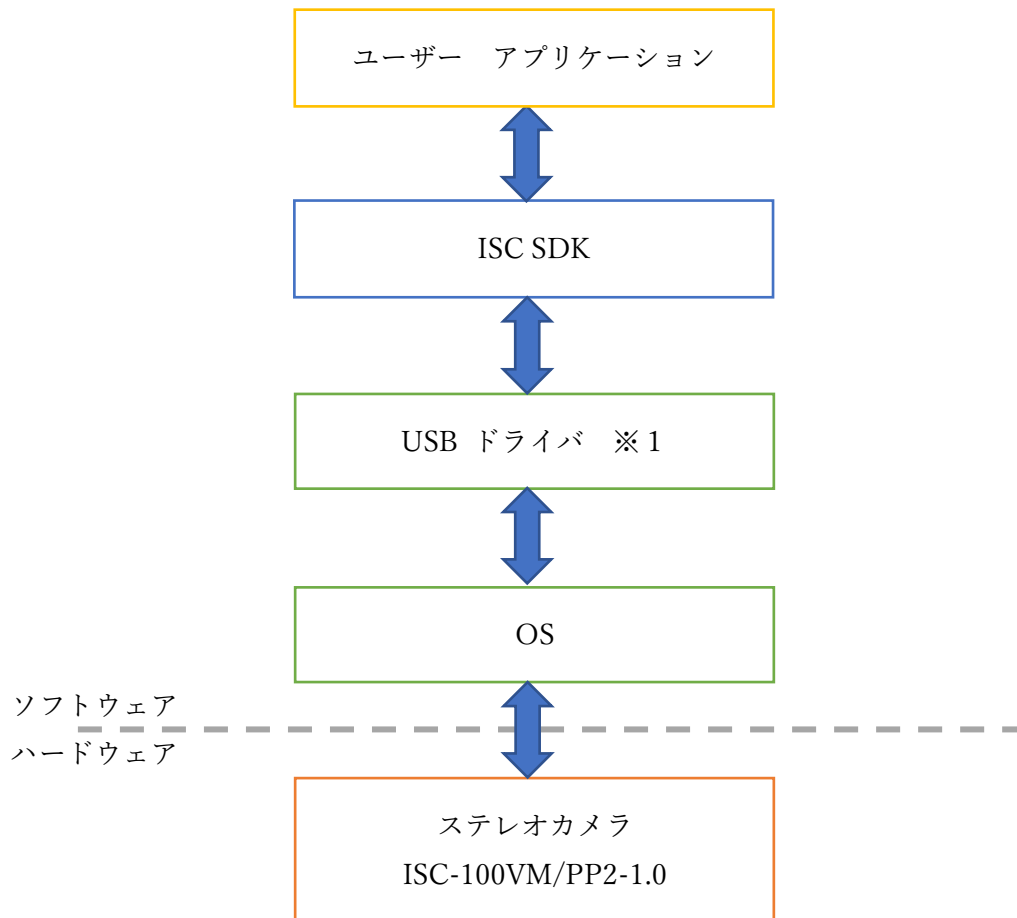 ユーザー　アプリケーション
ISC SDK
USB ドライバ　※１
OS
ソフトウェア
ハードウェア
ステレオカメラ
ISC-100VM/PP2-1.0